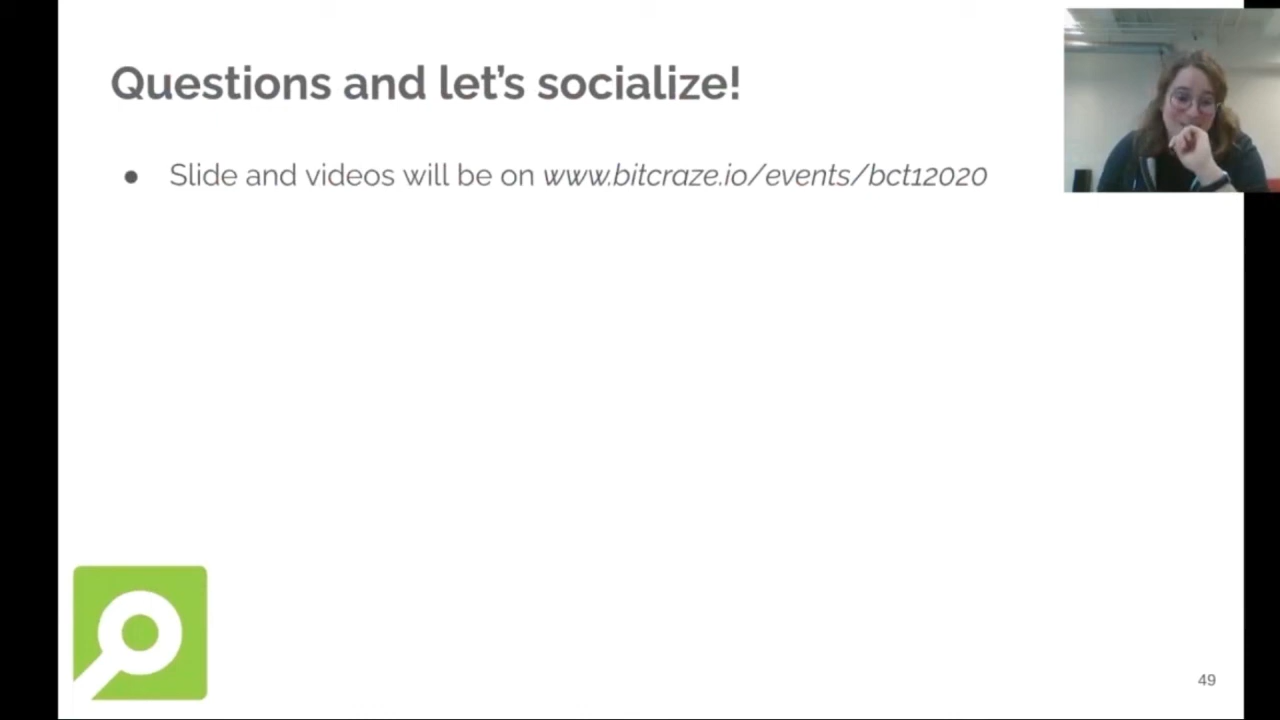 Questions and let's socialize!
● Slide and videos will be on www.bitcraze.io/events/bct12020
49